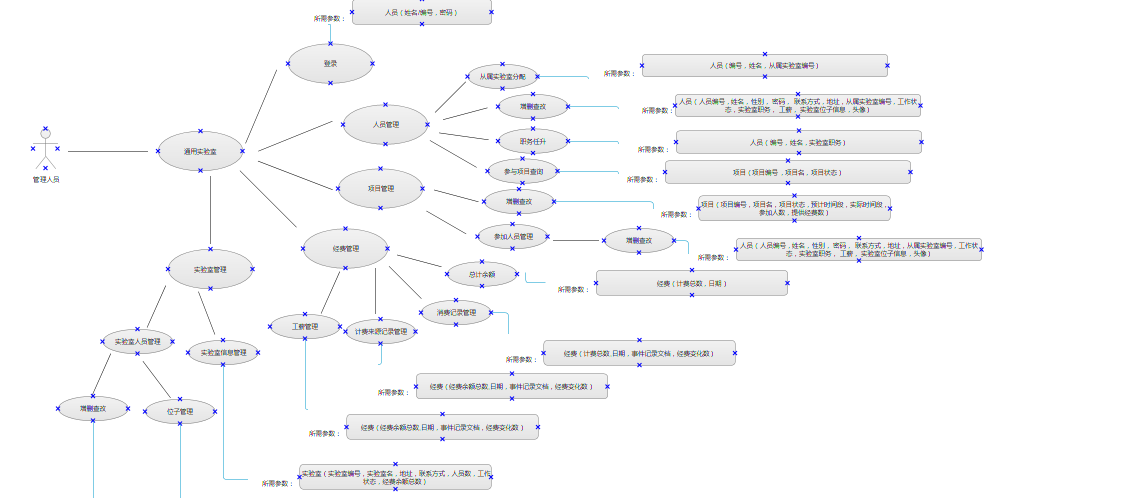 所需参数：
人员（姓名/编号，密码）
登录
从属实验室分配
所需参数：
人员（编号，姓名，从属实验室编号）
人员管理
增删查改
所需参数：
人员（人员编号，姓名，性别， 密码， 联系方式，地址，从属实验室编号，工作状
态，实验室职务， 工薪， 实验室位子信息，头像）
职务任升
所需参数：
人员（编号，姓名，实验室职务）
管理人员
通用实验室
参与项目查询
所需参数：
项目（项目编号，项目名，项目状态）
项目管理
增删查改
所需参数：
项目（项目编号，项目名，项目状态，预计时间段，实际时间段，
参加人数，提供经费数）
参加人员管理
增删查改
所需参数：
人员（人员编号，姓名，性别， 密码， 联系方式，地址，从属实验室编号，工作状
态，实验室职务， 工薪， 实验室位子信息，头像）
经费管理
总计余额
所需参数：
经费（计费总数，日期）
实验室管理
消费记录管理
所需参数：
经费（计费总数,日期，事件记录文档，经费变化数）
工薪管理
计费来源记录管理
所需参数：
经费（经费余额总数,日期，事件记录文档，经费变化数）
所需参数：
经费（经费余额总数,日期，事件记录文档，经费变化数）
实验室人员管理
实验室信息管理
增删查改
位子管理
所需参数：
实验室（实验室编号，实验室名，地址，联系方式，人员数，工作
状态，经费余额总数）